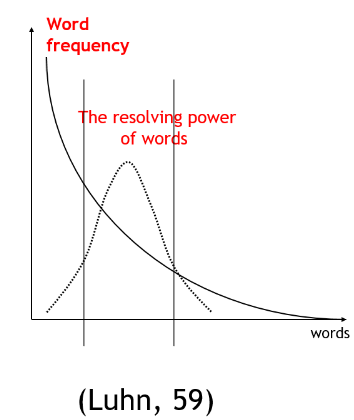 Word
frequency
The resolving power
of words
words
(Luhn, 59)